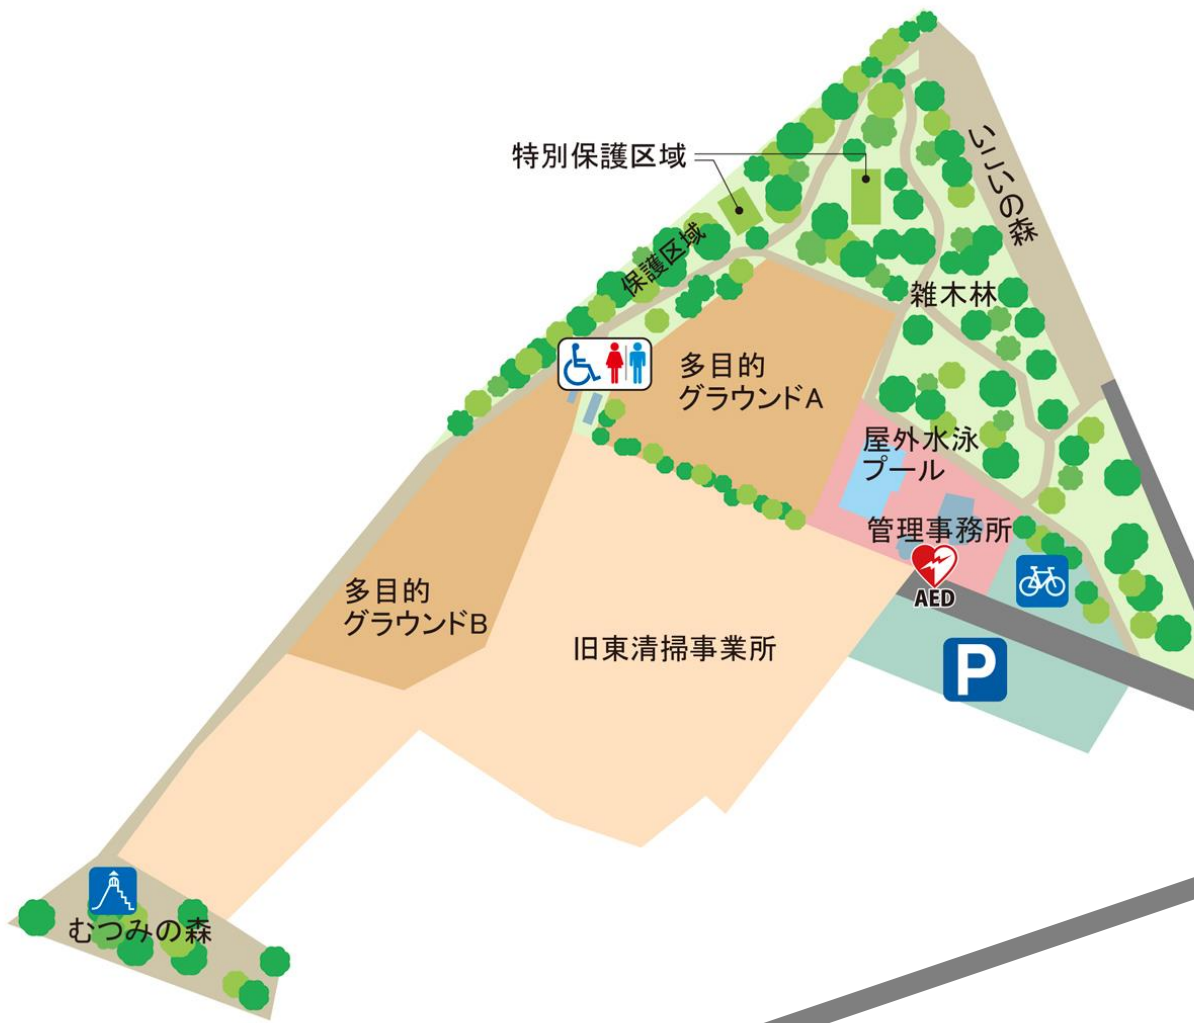 特別保護区域
いこいの森
保護区域
雑木林
多目的
グラウンドA
屋外水泳
プール
管理事務所
AED
多目的
グラウンドB
旧東清掃事業所
P
むつみの森